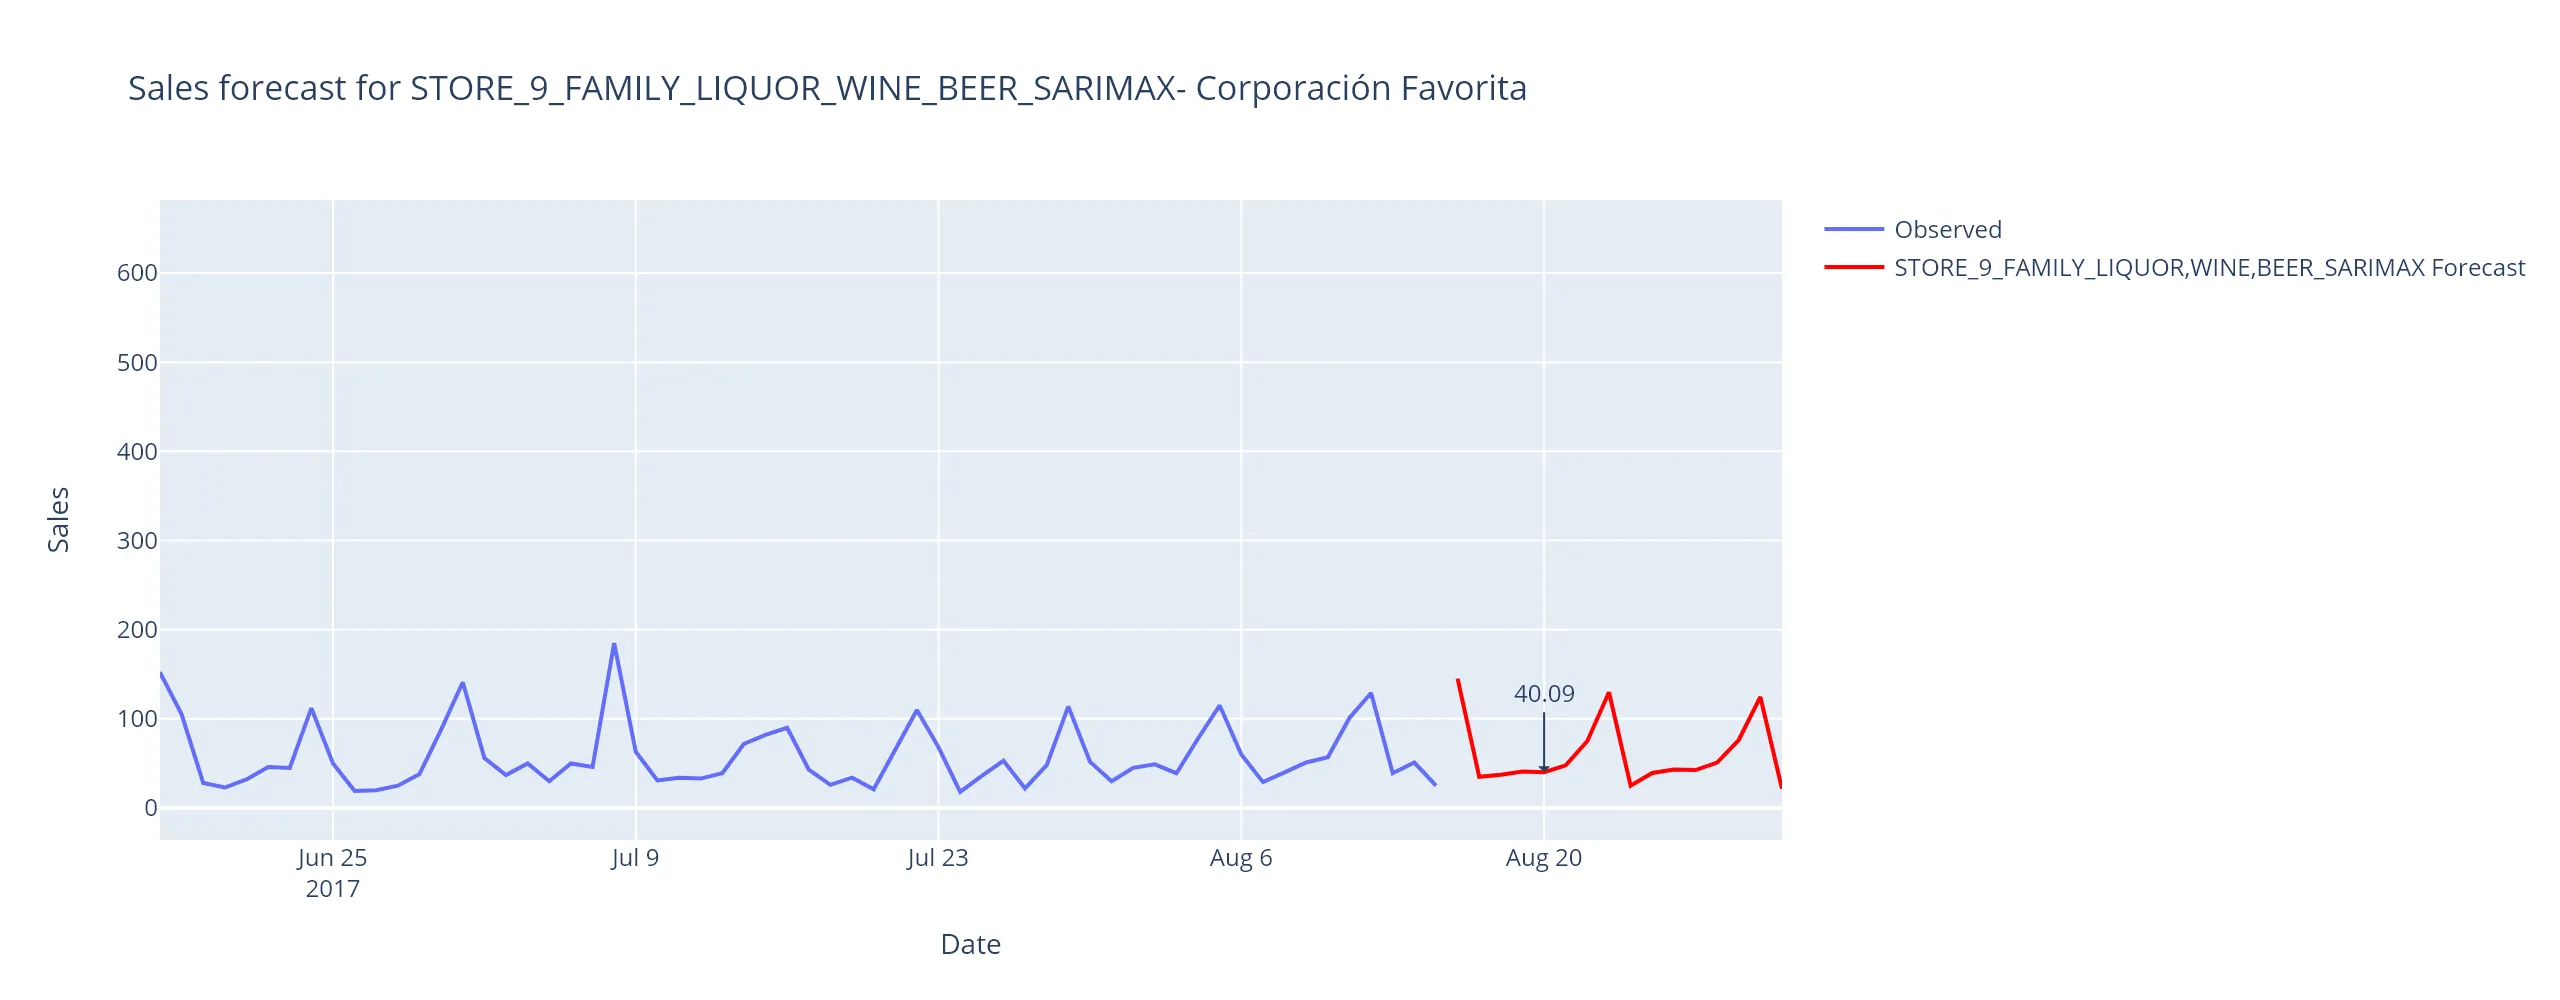 Sales forecast for STORE_9_FAMILY_LIQUOR_WINE_BEER_SARIMAX- Corporación Favorita
Observed
STORE_9_FAMILY_LIQUOR,WINE,BEER_SARIMAX Forecast
600
500
400
300
200
100
0
Sales
40.09
Jun 25
2017
Jul 9
Jul 23
Aug 6
Aug 20
Date